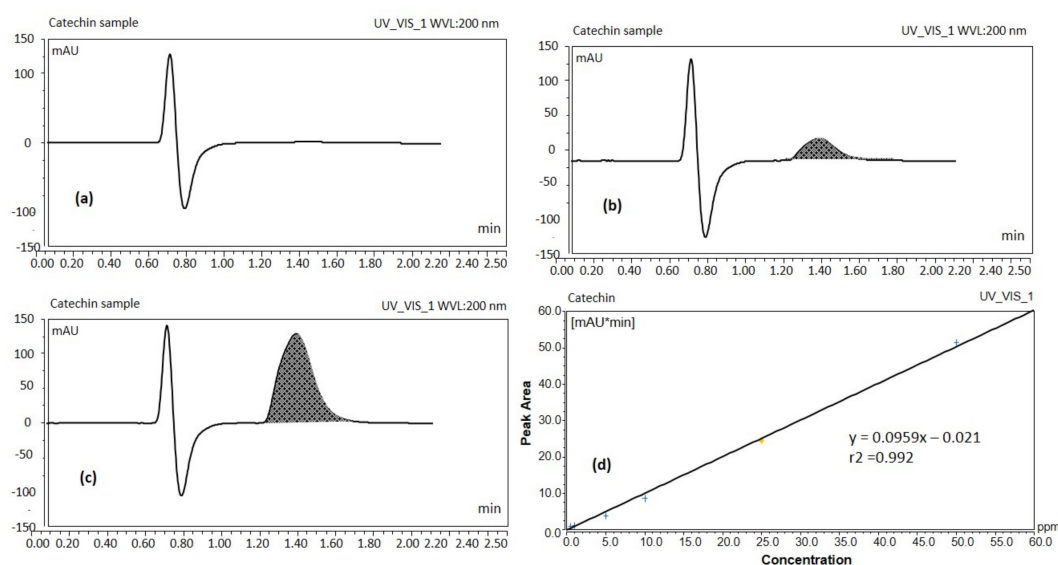 Catechin sample UV_VIS_1 WVL:200 nm
150
mAU
100
0
(a)
-100
min
-150
0.00 0.20 0.40 0.60 0.80 1.00 1.20 1.40 1.60 1.80 2.00 2.20 2.50
Catechin sample UV_VIS_1 WVL:200 nm
150
mAU
100
50
0
-50
(b)
-100
min
-150
0.00 0.20 0.40 0.60 0.80 1.00 1.20 1.40 1.60 1.80 2.00 2.20 2.50
Catechin sample UV_VIS_1 WVL:200 nm
150
mAU
100
50
0
-50
(c)
-100
min
-150
0.00 0.20 0.40 0.60 0.80 1.00 1.20 1.40 1.60 1.80 2.00 2.20 2.50
Catechin UV_VIS_1
60.0
[mAU*min]
50.0
40.0
Peak Area
30.0
y = 0.0959x – 0.021
20.0
(d)
r2 =0.992
10.0
0.0
ppm
0.0 5.0 10.0 15.0 20.0 25.0 30.0 35.0 40.0 45.0 50.0 55.0 60.0
Concentration